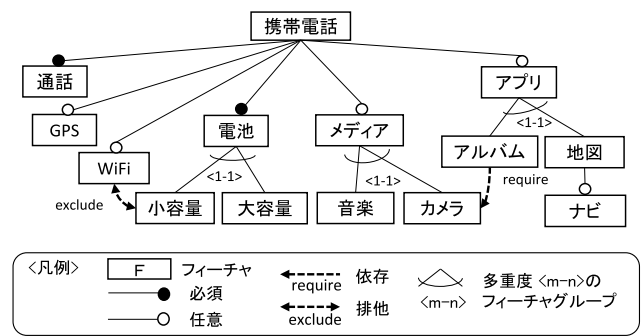 携帯電話
通話
GPS
WiFi
電池
メディア
アプリ
<1-1>
<1-1>
<1-1>
exclude
小容量
大容量
音楽
カメラ
アルバム
地図
require
ナビ
<凡例>
F
フィーチャ
必須
任意
require
依存
exclude
排他
<m-n>
多重度 <m-n>の
フィーチャグループ